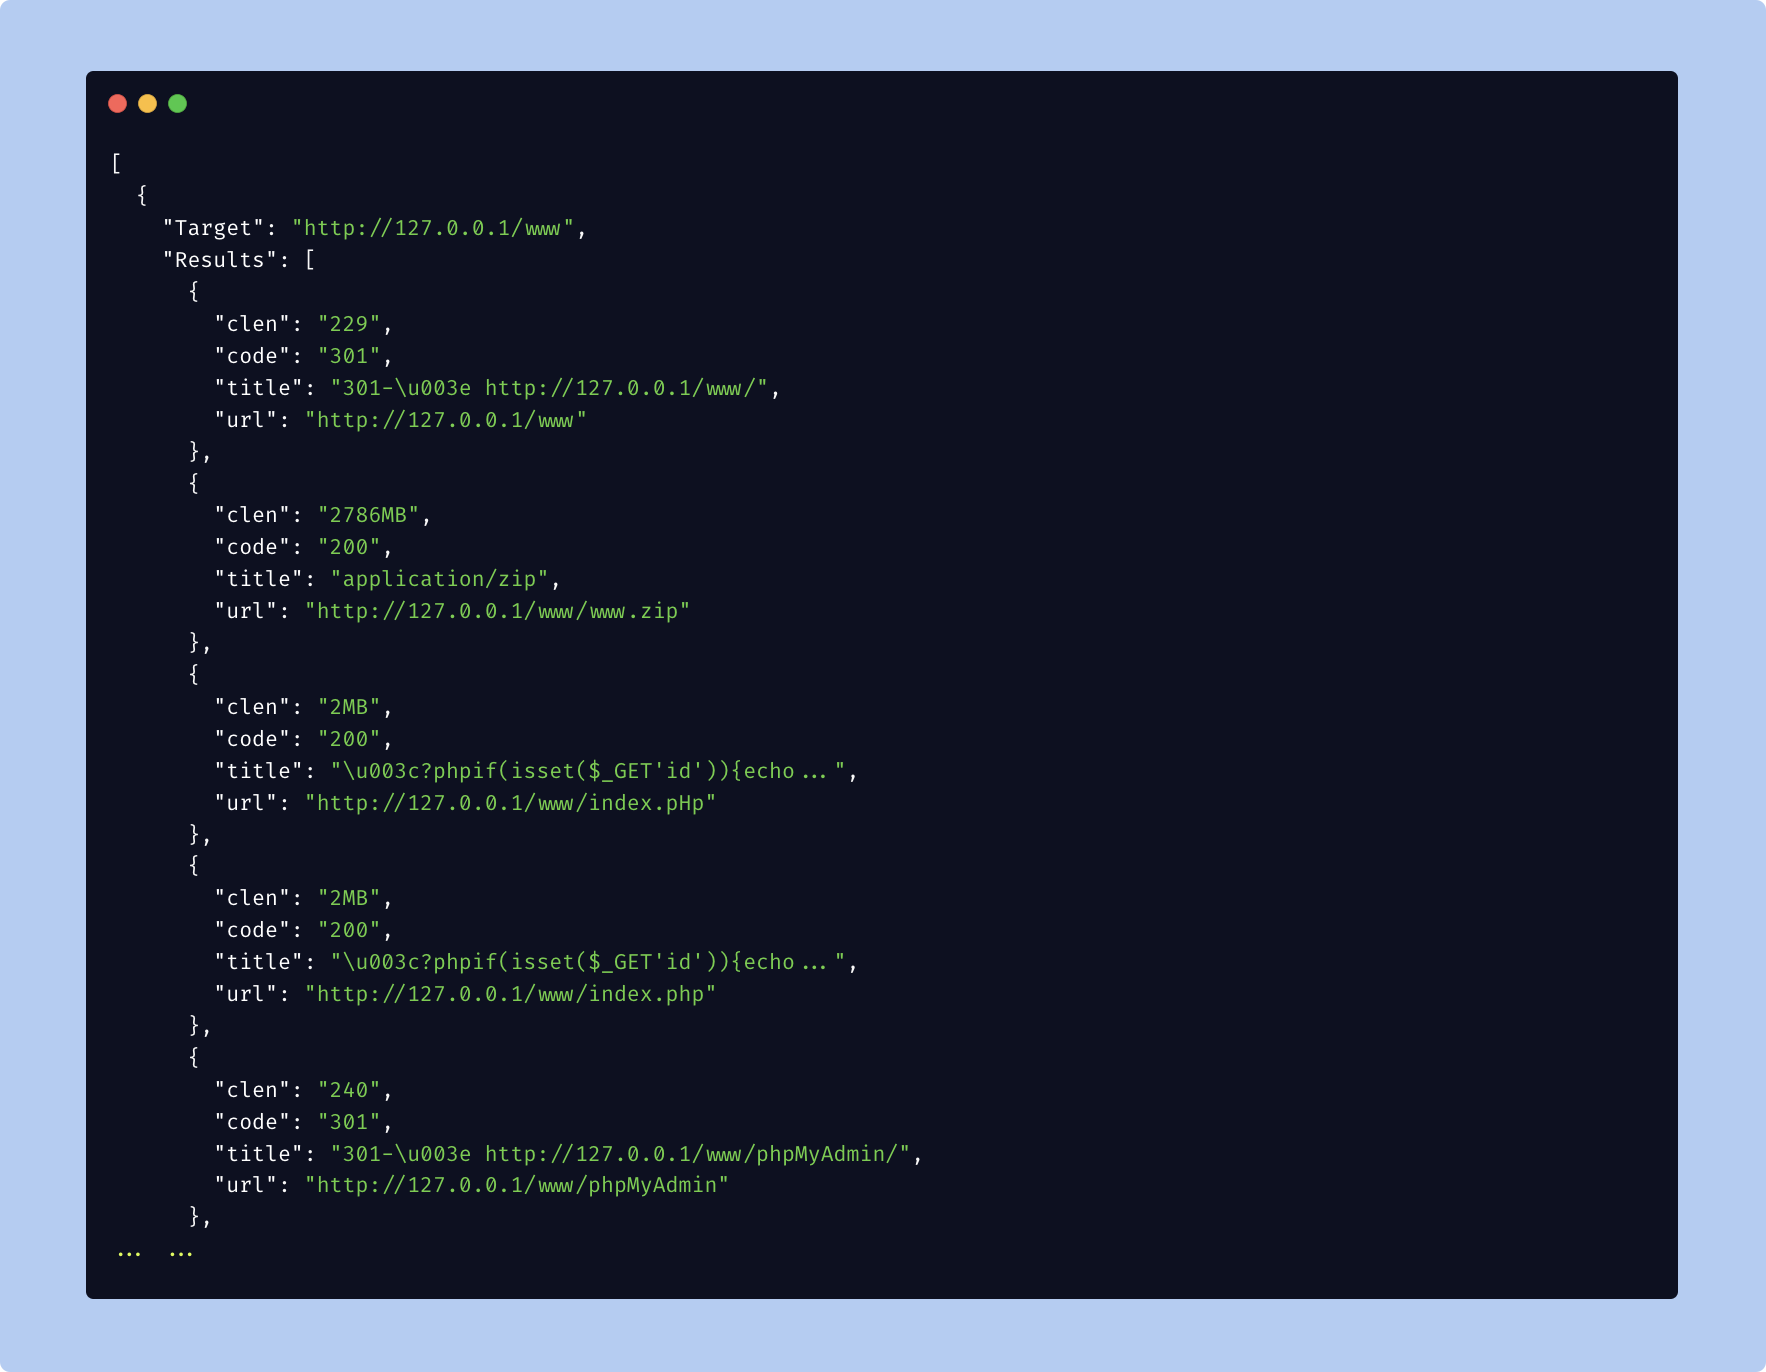 [
  {
    "Target": "http://127.0.0.1/www",
    "Results": [
      {
        "clen": "229",
        "code": "301",
        "title": "301-\u003e http://127.0.0.1/www/",
        "url": "http://127.0.0.1/www"
      },
      {
        "clen": "2786MB",
        "code": "200",
        "title": "application/zip",
        "url": "http://127.0.0.1/www/www.zip"
      },
      {
        "clen": "2MB",
        "code": "200",
        "title": "\u003c?phpif(isset($_GET'id')){echo...",
        "url": "http://127.0.0.1/www/index.pHp"
      },
      {
        "clen": "2MB",
        "code": "200",
        "title": "\u003c?phpif(isset($_GET'id')){echo...",
        "url": "http://127.0.0.1/www/index.php"
      },
      {
        "clen": "240",
        "code": "301",
        "title": "301-\u003e http://127.0.0.1/www/phpMyAdmin/",
        "url": "http://127.0.0.1/www/phpMyAdmin"
      },
... ...